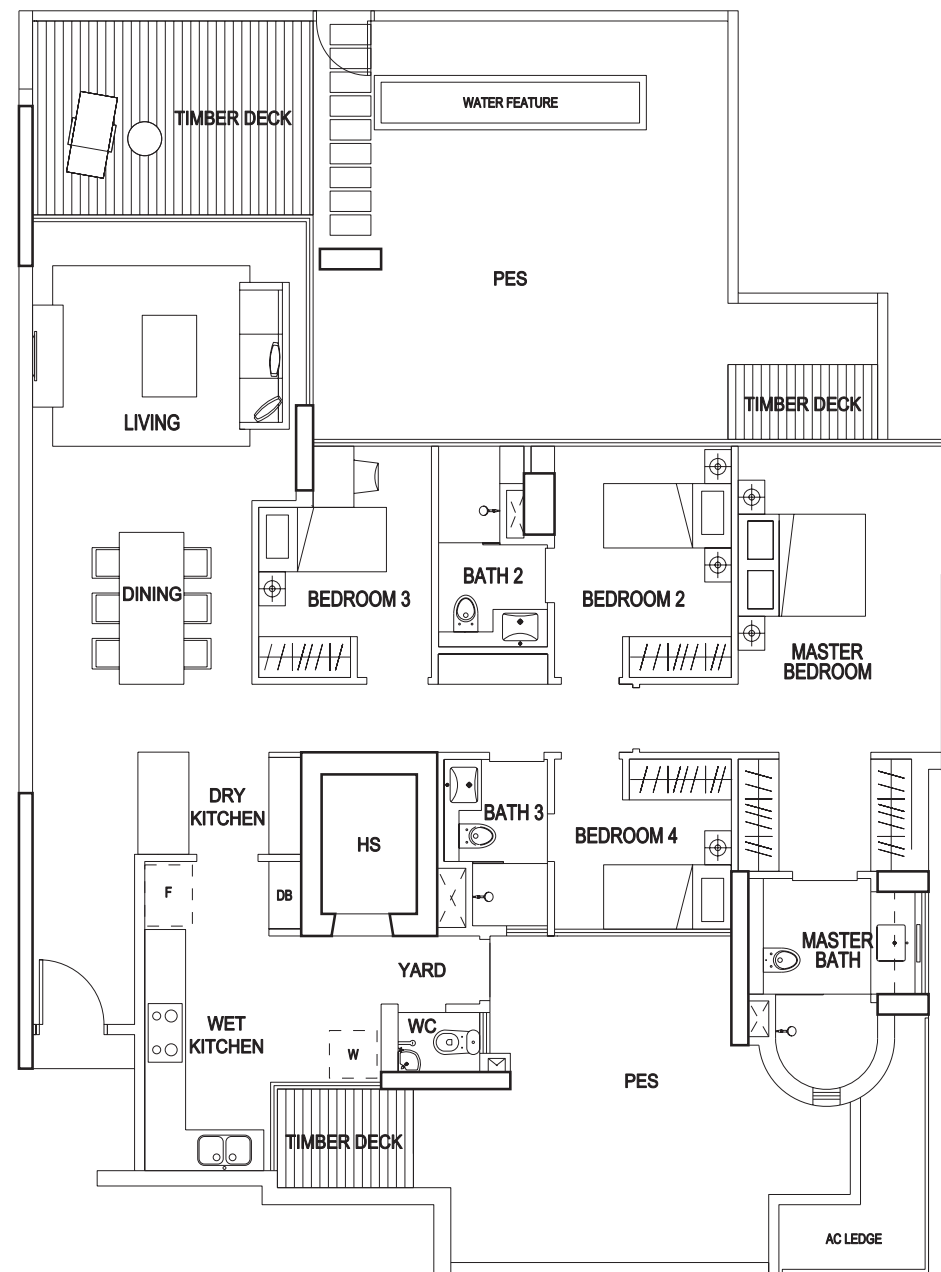 WATER FEATURE
TIMBER DECK
PES
TIMBER DECK
LIVING
BATH 2
DINING
BEDROOM 3
BEDROOM 2
MASTER
BEDROOM
DRY
KITCHEN
HS
BATH 3
BEDROOM 4
F
DB
MASTER
BATH
YARD
WET
KITCHEN
WC
W
PES
TIMBER DECK
AC LEDGE